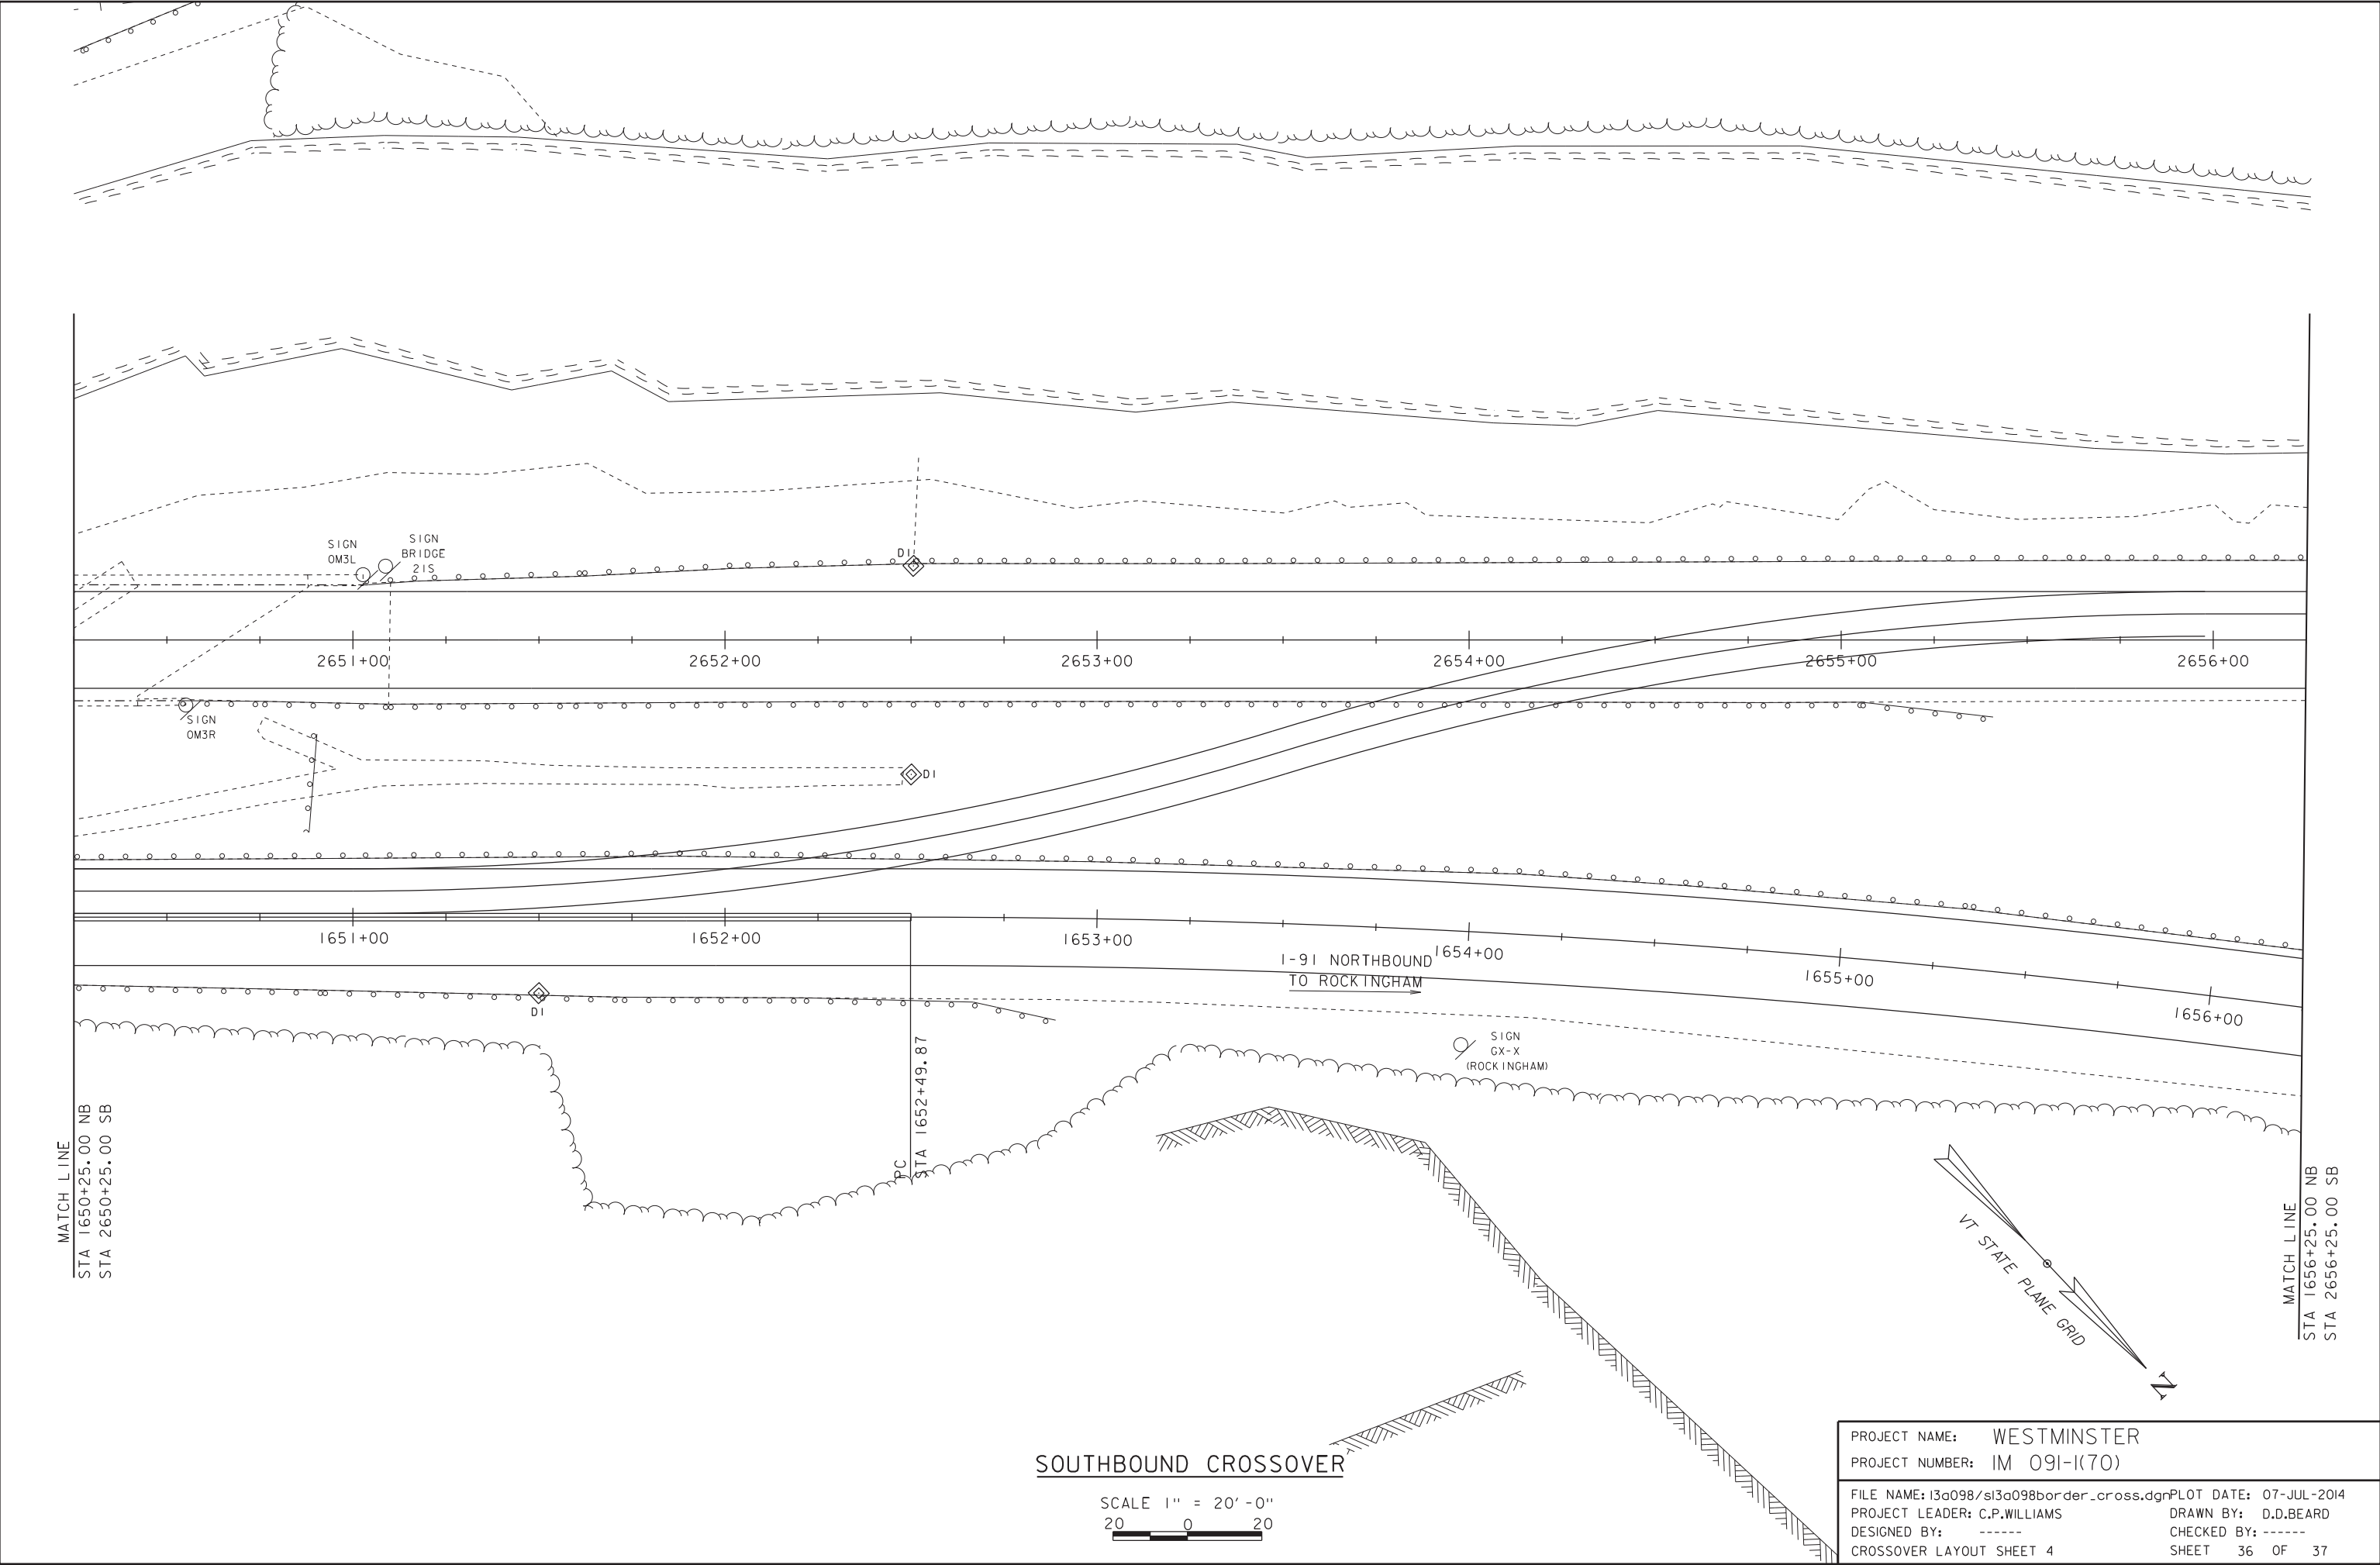 SIGN
OM3L
SIGN
BRIDGE
21S
DI
2651+00
2652+00
2653+00
2654+00
2655+00
2656+00
SIGN
OM3R
DI
1651+00
1652+00
1653+00
1654+00
1655+00
1656+00
I-91 NORTHBOUND
TO ROCKINGHAM
DI
SIGN
GX-X
(ROCKINGHAM)
PC
STA 1652+49.87
MATCH LINE
STA 1650+25.00 NB
STA 2650+25.00 SB
MATCH LINE
STA 1656+25.00 NB
STA 2656+25.00 SB
VT STATE PLANE GRID
N
SOUTHBOUND CROSSOVER
SCALE 1" = 20'-0"
20 0 20
PROJECT NAME: WESTMINSTER
PROJECT NUMBER: IM 091-1(70)
FILE NAME: 13a098/s13a098border_cross.dgn PLOT DATE: 07-JUL-2014
PROJECT LEADER: C.P.WILLIAMS DRAWN BY: D.D.BEARD
DESIGNED BY: ------ CHECKED BY: ------
CROSSOVER LAYOUT SHEET 4 SHEET 36 OF 37